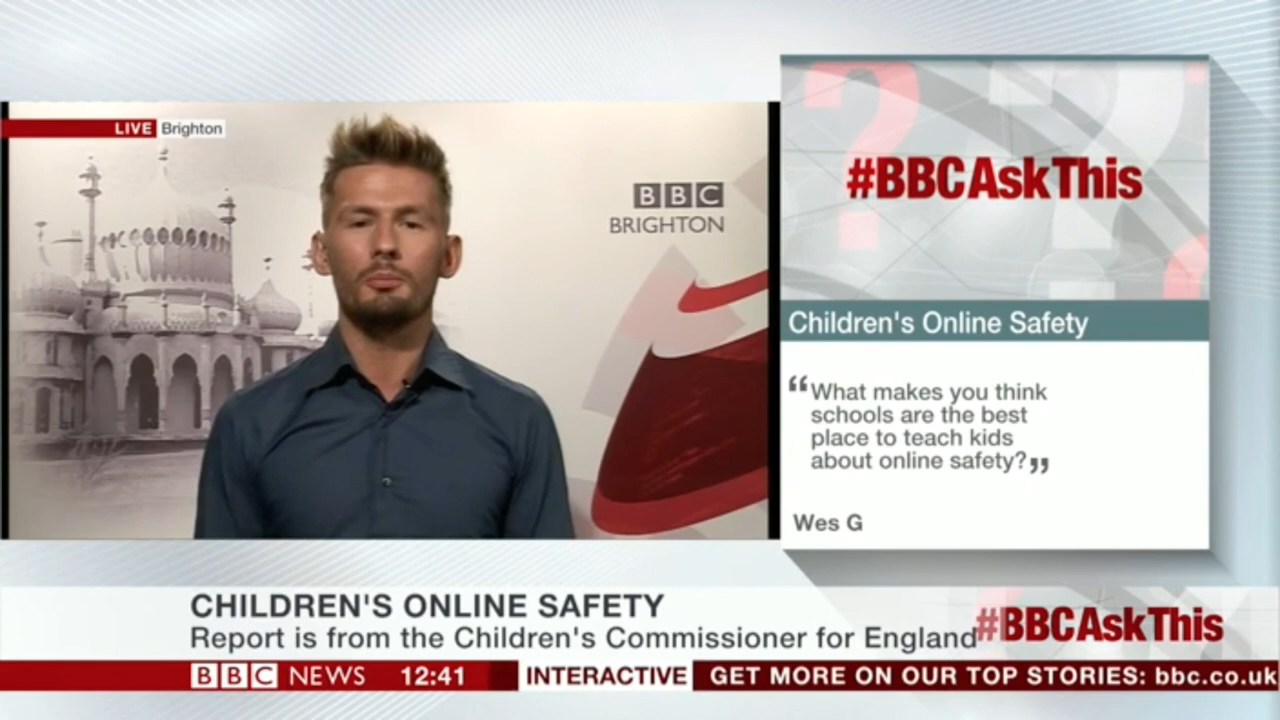 LIVE Brighton
BBC
BRIGHTON
#BBCAskThis
Children's Online Safety
“What makes you think
schools are the best
place to teach kids
about online safety?”
Wes G
CHILDREN'S ONLINE SAFETY
Report is from the Children's Commissioner for England
#BBCAskThis
BBC NEWS 12:41 INTERACTIVE GET MORE ON OUR TOP STORIES: bbc.co.uk